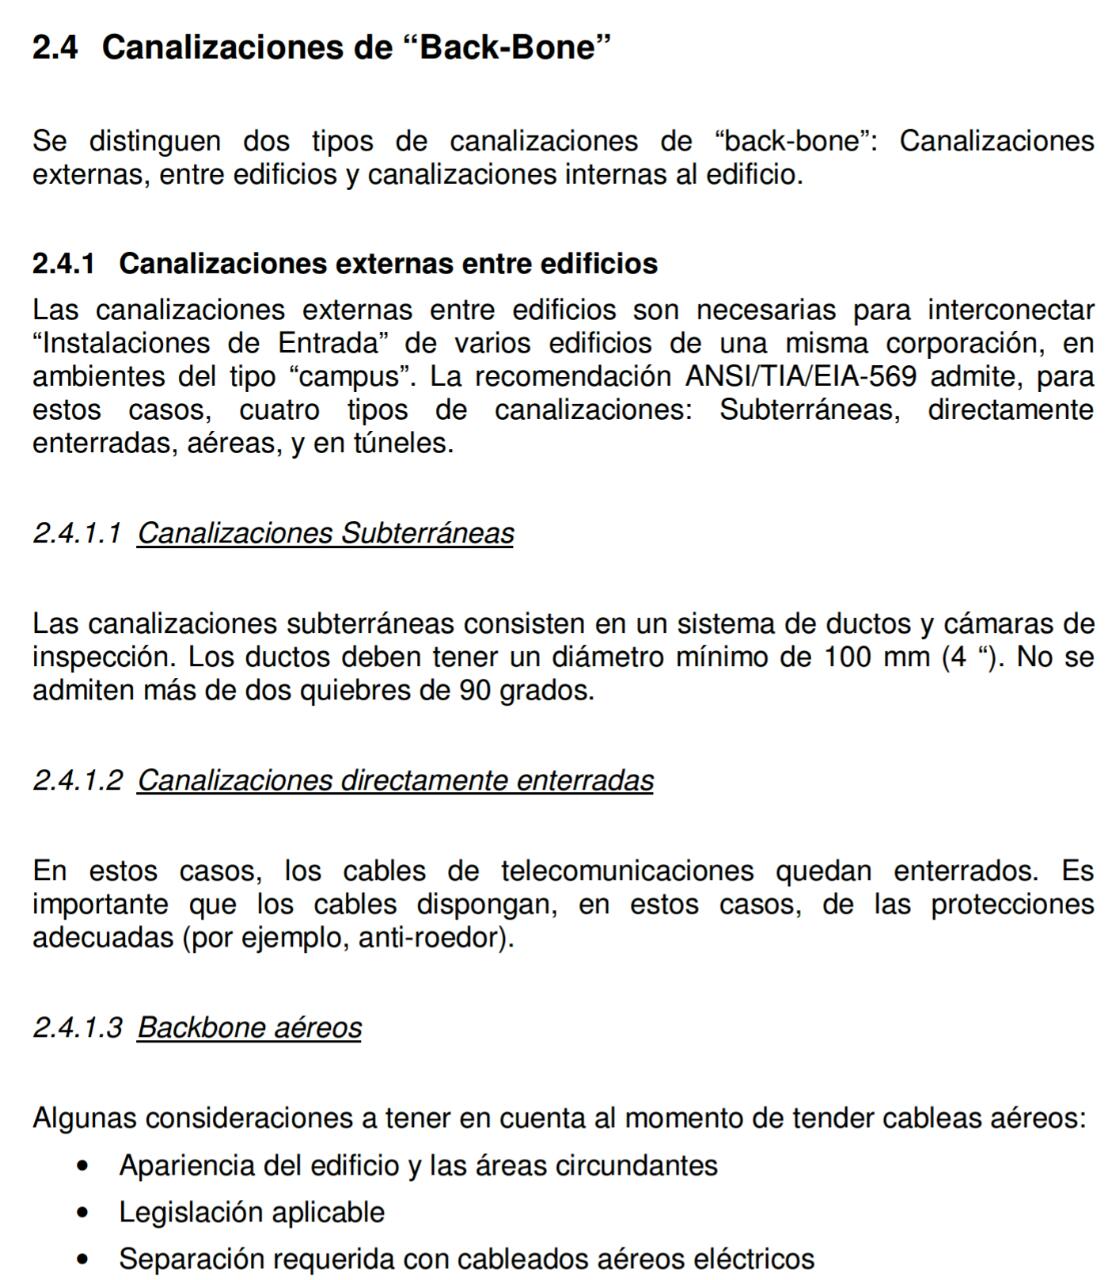 2.4 Canalizaciones de “Back-Bone”
Se distinguen dos tipos de canalizaciones de “back-bone”: Canalizaciones
externas, entre edificios y canalizaciones internas al edificio.
2.4.1 Canalizaciones externas entre edificios
Las canalizaciones externas entre edificios son necesarias para interconectar
“Instalaciones de Entrada” de varios edificios de una misma corporación, en
ambientes del tipo “campus”. La recomendación ANSI/TIA/EIA-569 admite, para
estos casos, cuatro tipos de canalizaciones: Subterráneas, directamente
enterradas, aéreas, y en túneles.
2.4.1.1 Canalizaciones Subterráneas
Las canalizaciones subterráneas consisten en un sistema de ductos y cámaras de
inspección. Los ductos deben tener un diámetro mínimo de 100 mm (4 “). No se
admiten más de dos quiebres de 90 grados.
2.4.1.2 Canalizaciones directamente enterradas
En estos casos, los cables de telecomunicaciones quedan enterrados. Es
importante que los cables dispongan, en estos casos, de las protecciones
adecuadas (por ejemplo, anti-roedor).
2.4.1.3 Backbone aéreos
Algunas consideraciones a tener en cuenta al momento de tender cableas aéreos:
• Apariencia del edificio y las áreas circundantes
• Legislación aplicable
• Separación requerida con cableados aéreos eléctricos